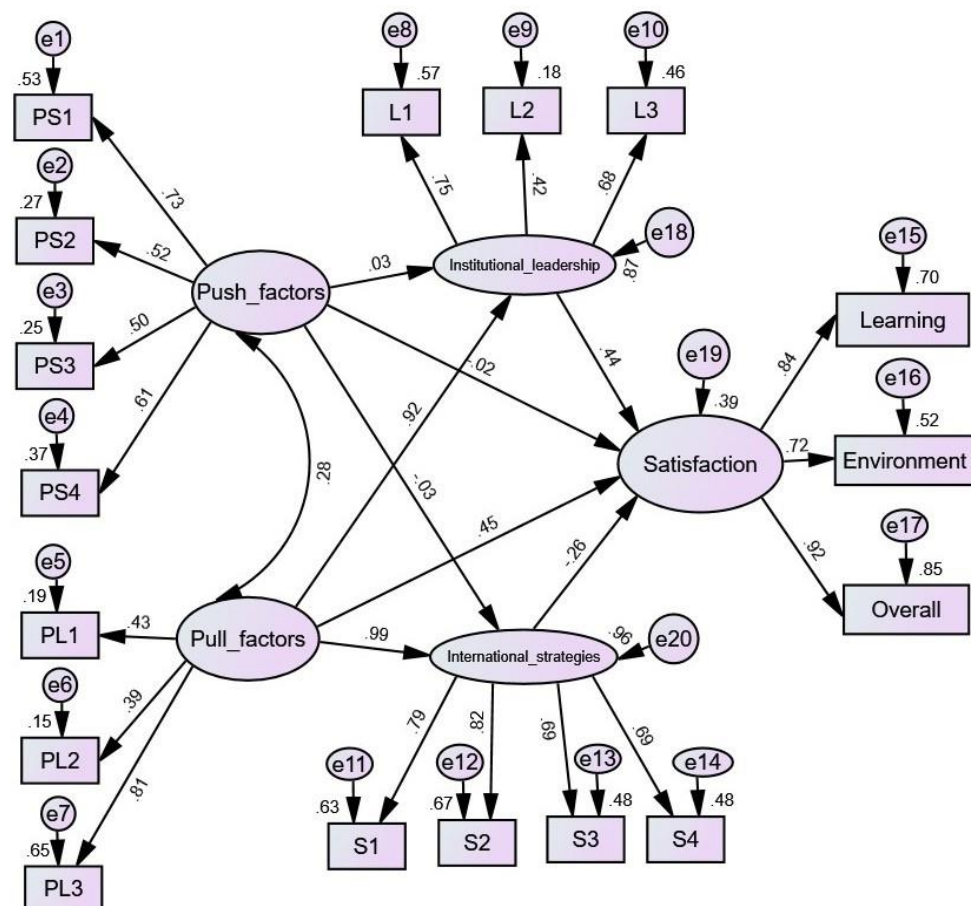 e1
.53
PS1
e2
.27
PS2
e3
.25
PS3
e4
.37
PS4
e5
.19
PL1
e6
.15
PL2
e7
.65
PL3
.73
.52
.50
.61
.43
.39
.81
Push_factors
.28
Pull_factors
e8
.57
L1
e9
.18
L2
e10
.46
L3
.75
.42
.68
Institutional_leadership
e18
.87
.03
-.02
-.03
.92
.45
.99
.44
-.26
International_strategies
.96
e20
.79
.82
.69
.69
e11
.63
S1
e12
.67
S2
e13
.48
S3
e14
.48
S4
e19
.39
Satisfaction
.84
.72
.92
e15
.70
Learning
e16
.52
Environment
e17
.85
Overall